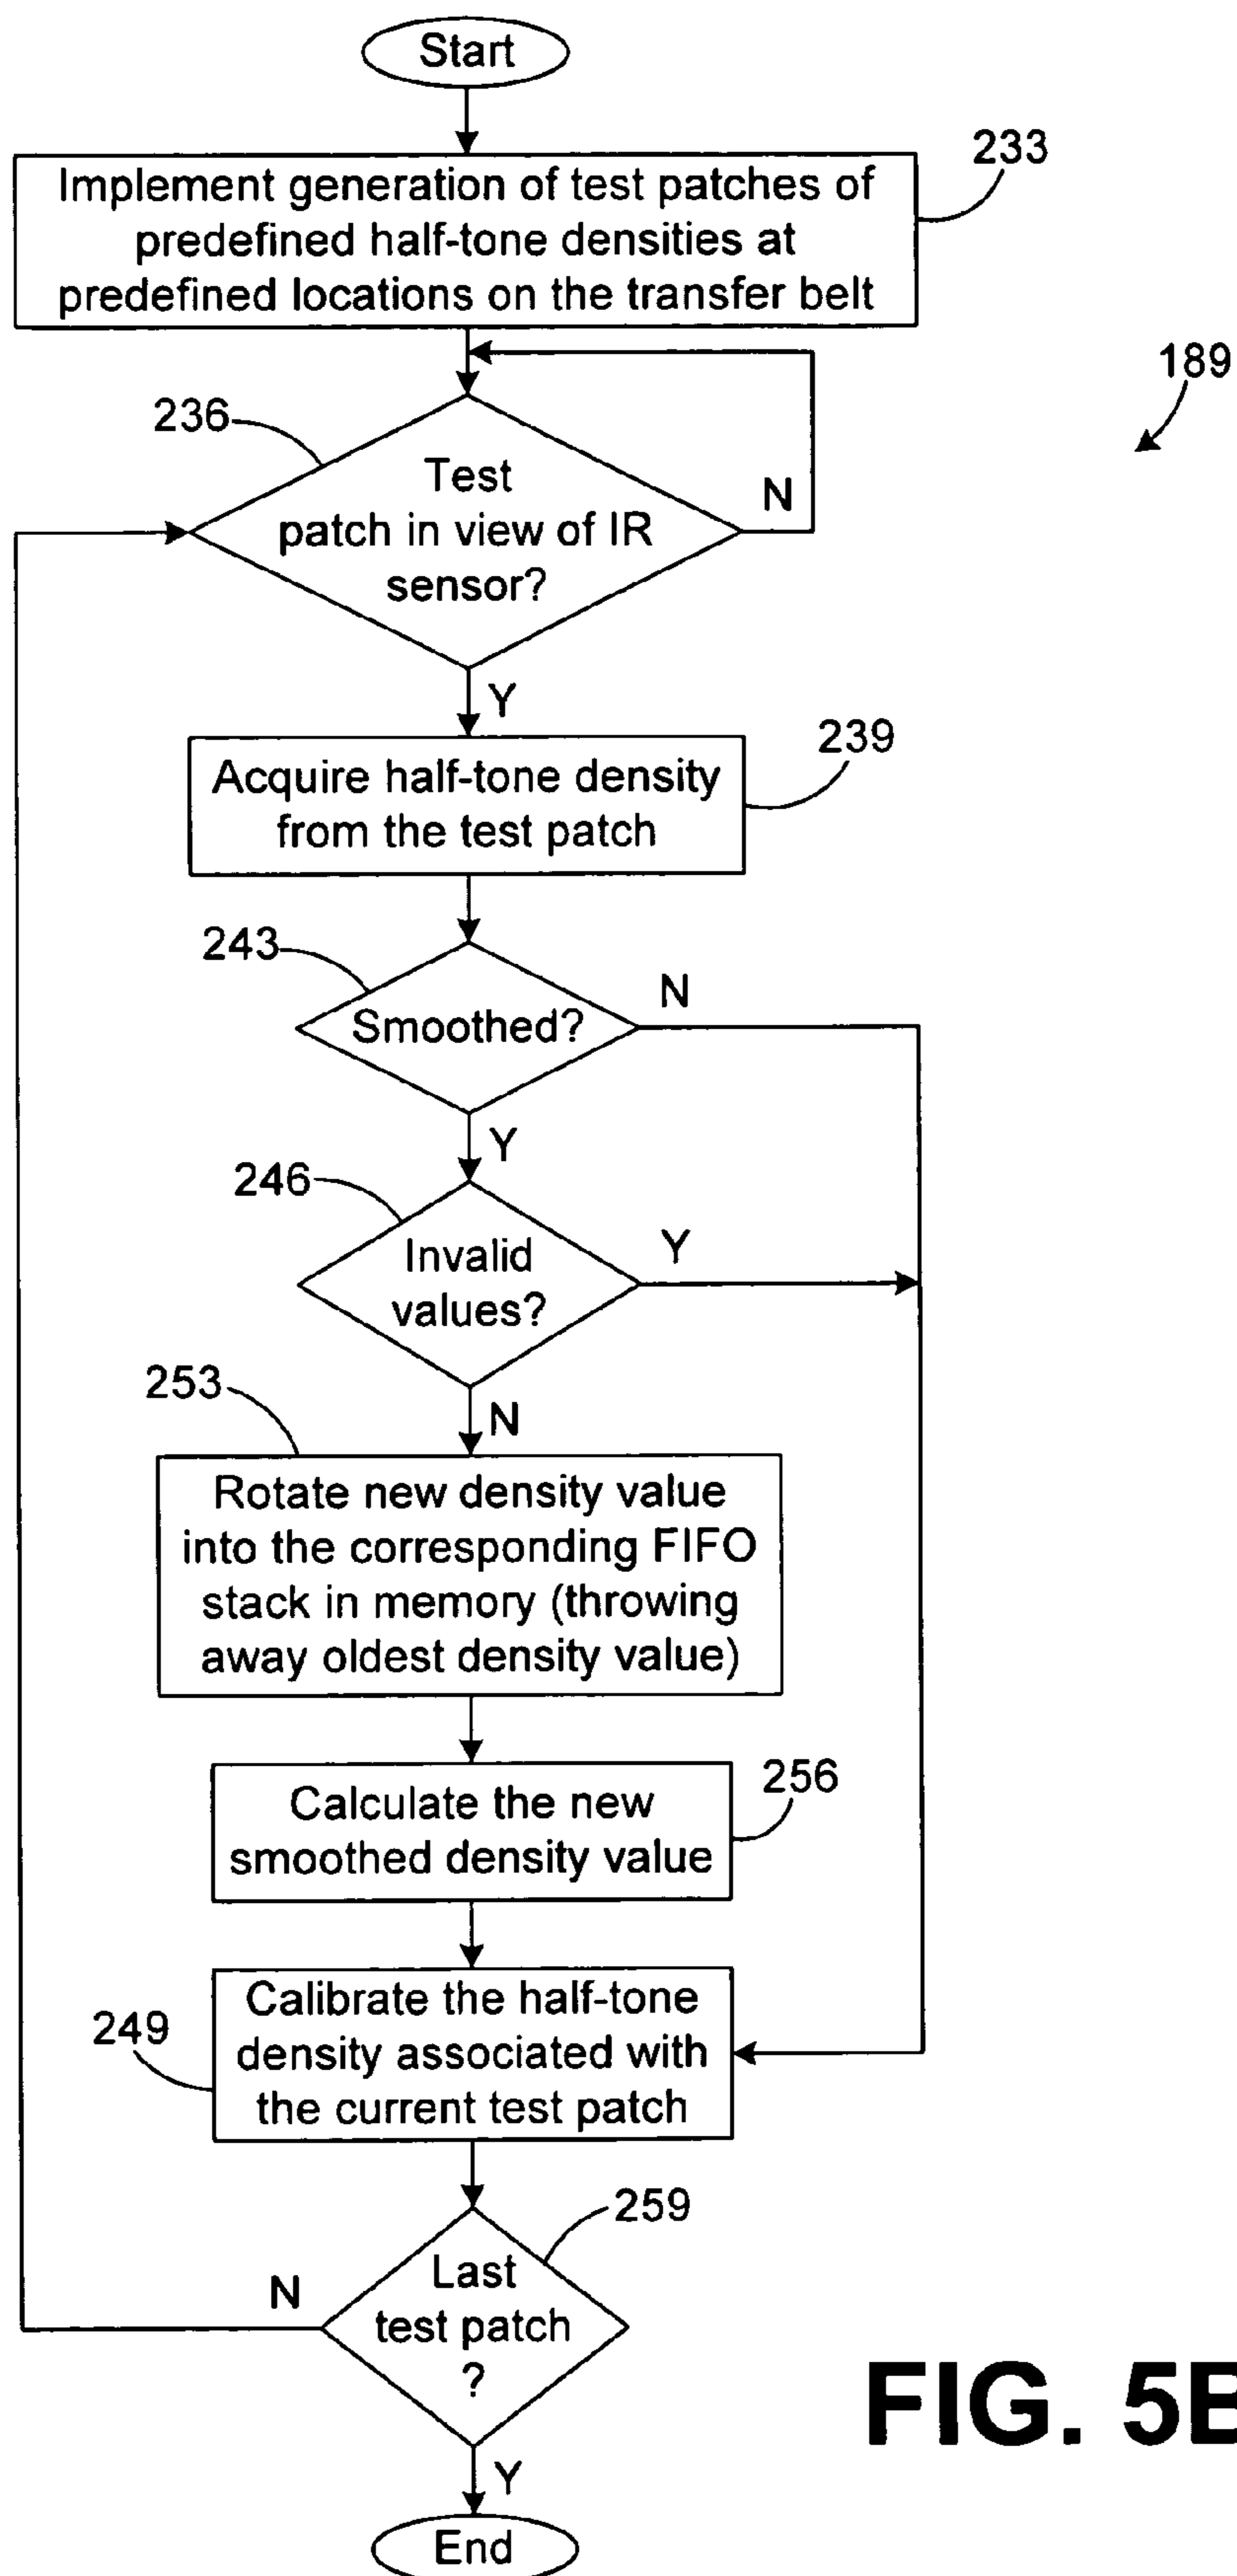 Start
233
Implement generation of test patches of
predefined half-tone densities at
predefined locations on the transfer belt
189
236
Test
patch in view of IR
sensor?
N
Y
239
Acquire half-tone density
from the test patch
243
Smoothed?
N
Y
246
Invalid
values?
Y
N
253
Rotate new density value
into the corresponding FIFO
stack in memory (throwing
away oldest density value)
256
Calculate the new
smoothed density value
249
Calibrate the half-tone
density associated with
the current test patch
259
Last
test patch
?
N
Y
End
FIG. 5B